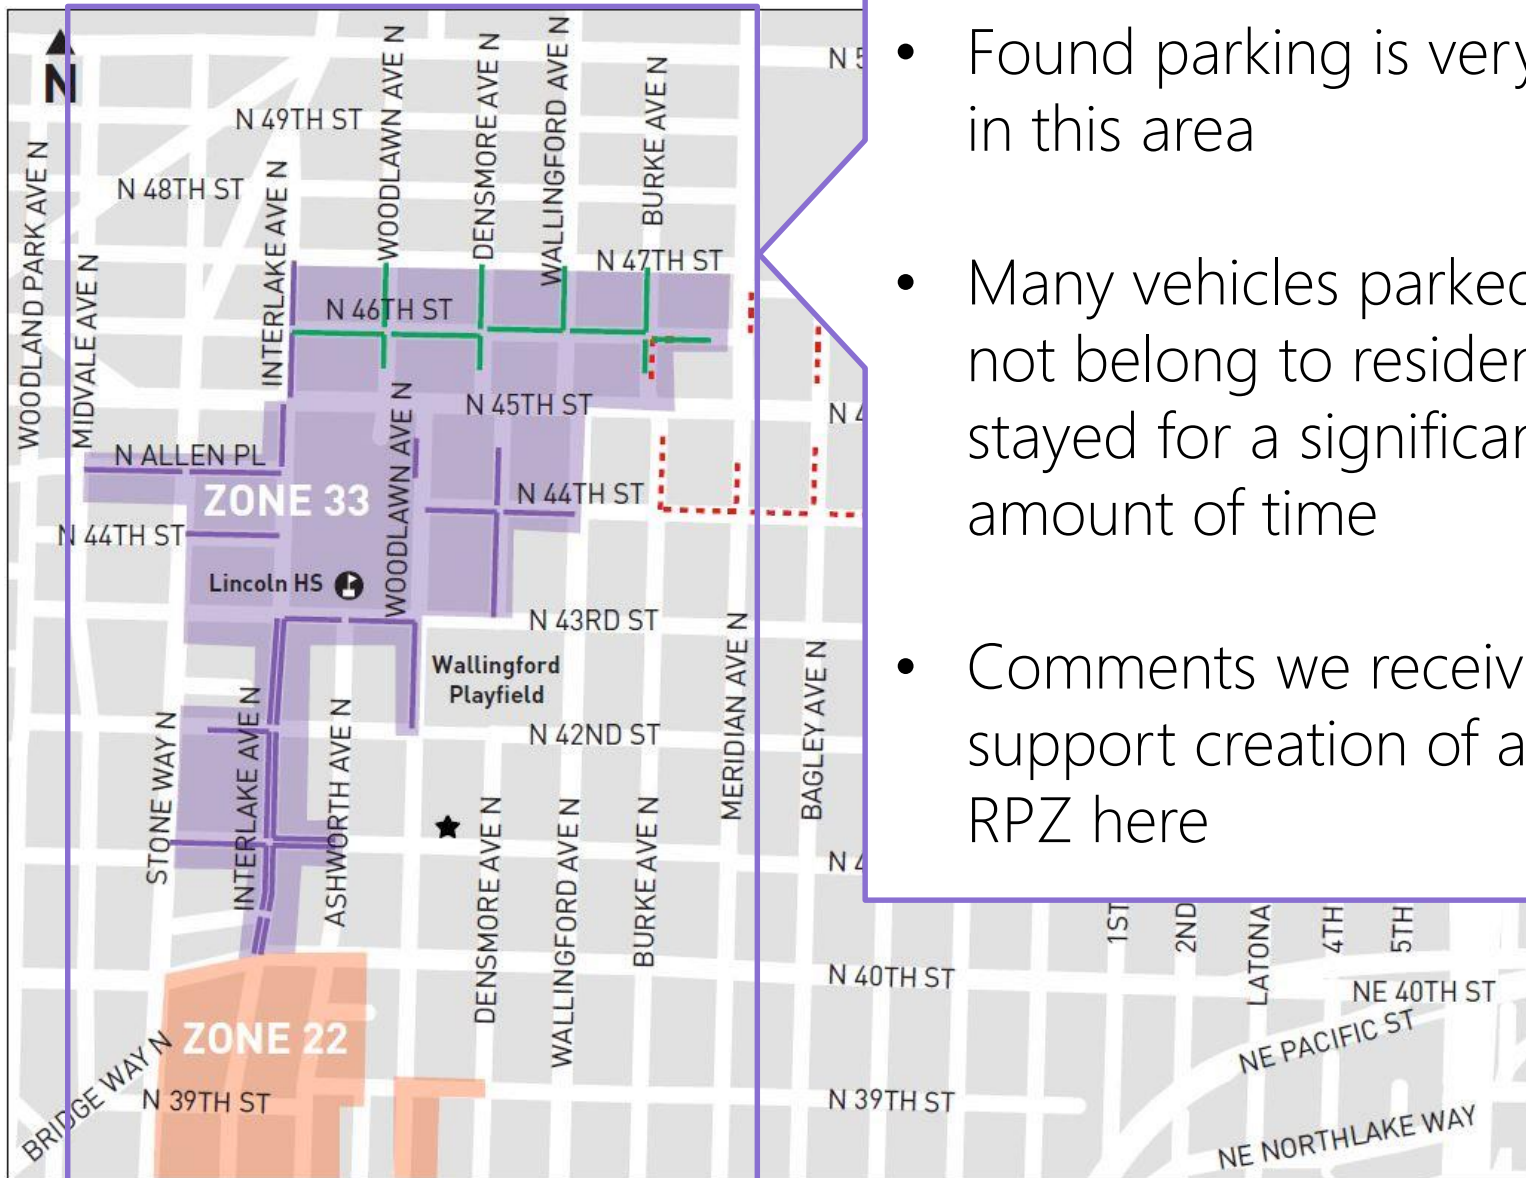 N
N 49TH ST
N 48TH ST
WOODLAND PARK AVE N
MIDVALE AVE N
INTERLAKE AVE N
WOODLAWN AVE N
DENSMORE AVE N
WALLINGFORD AVE N
BURKE AVE N
N 47TH ST
N 46TH ST
N 45TH ST
N ALLEN PL
ZONE 33
N 44TH ST
N 44TH ST
WOODLAWN AVE N
Lincoln HS
N 43RD ST
Wallingford
Playfield
N 42ND ST
STONE WAY N
INTERLAKE AVE N
ASHWORTH AVE N
DENSMORE AVE N
WALLINGFORD AVE N
BURKE AVE N
MERIDIAN AVE N
BAGLEY AVE N
ZONE 22
BRIDGE WAY N
N 39TH ST
N 5
N 4
N 4
N 40TH ST
N 39TH ST
• Found parking is very
in this area
• Many vehicles parked
not belong to residen
stayed for a significan
amount of time
• Comments we receiv
support creation of a
RPZ here
1ST
2ND
LATONA
4TH
5TH
NE 40TH ST
NE PACIFIC ST
NE NORTHLAKE WAY